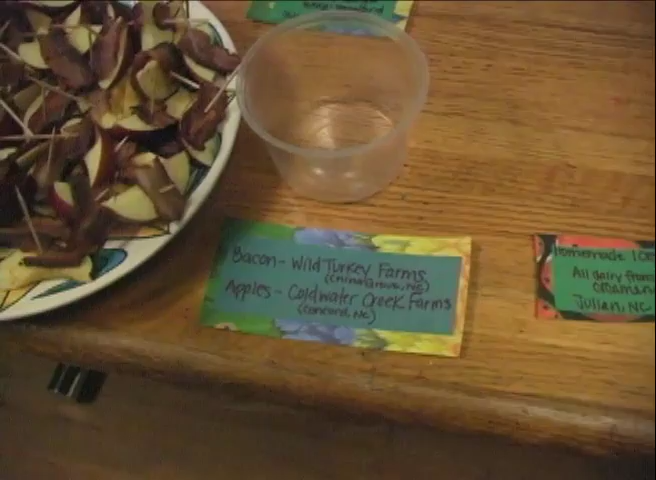 Bacon - Wild Turkey Farms
(China Grove, NC)
Apples - Coldwater Creek Farms
(Concord, NC)
Homemade Ice
All dairy from
Julian, NC